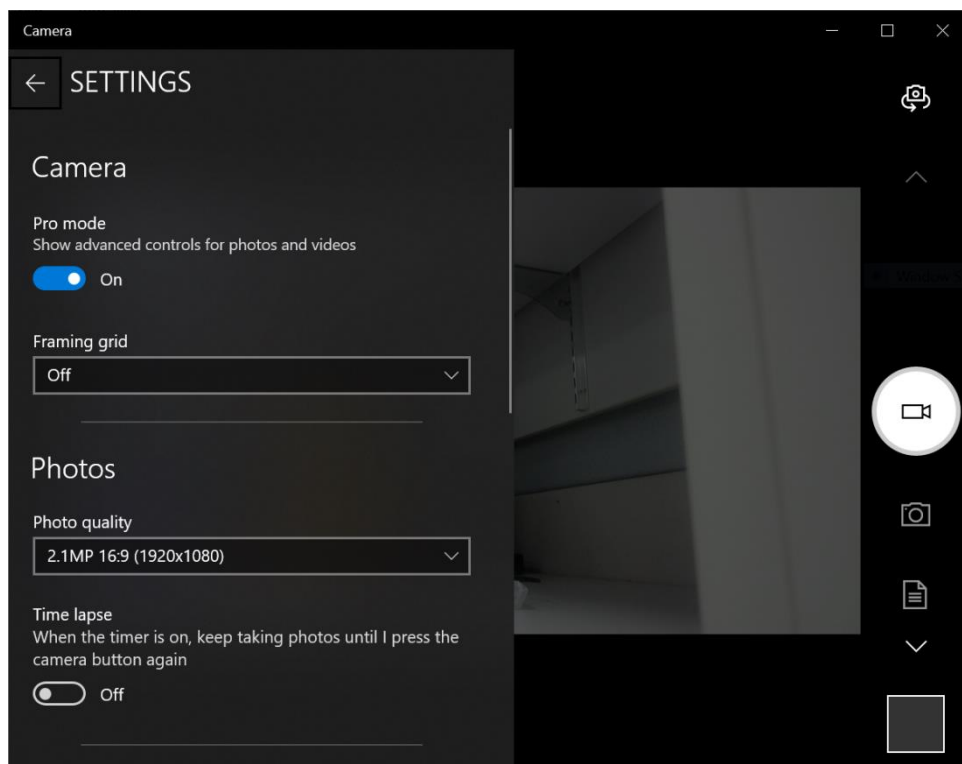 Camera
SETTINGS
Camera
Pro mode
Show advanced controls for photos and videos
On
Framing grid
Off
Photos
Photo quality
2.1MP 16:9 (1920x1080)
Time lapse
When the timer is on, keep taking photos until I press the
camera button again
Off